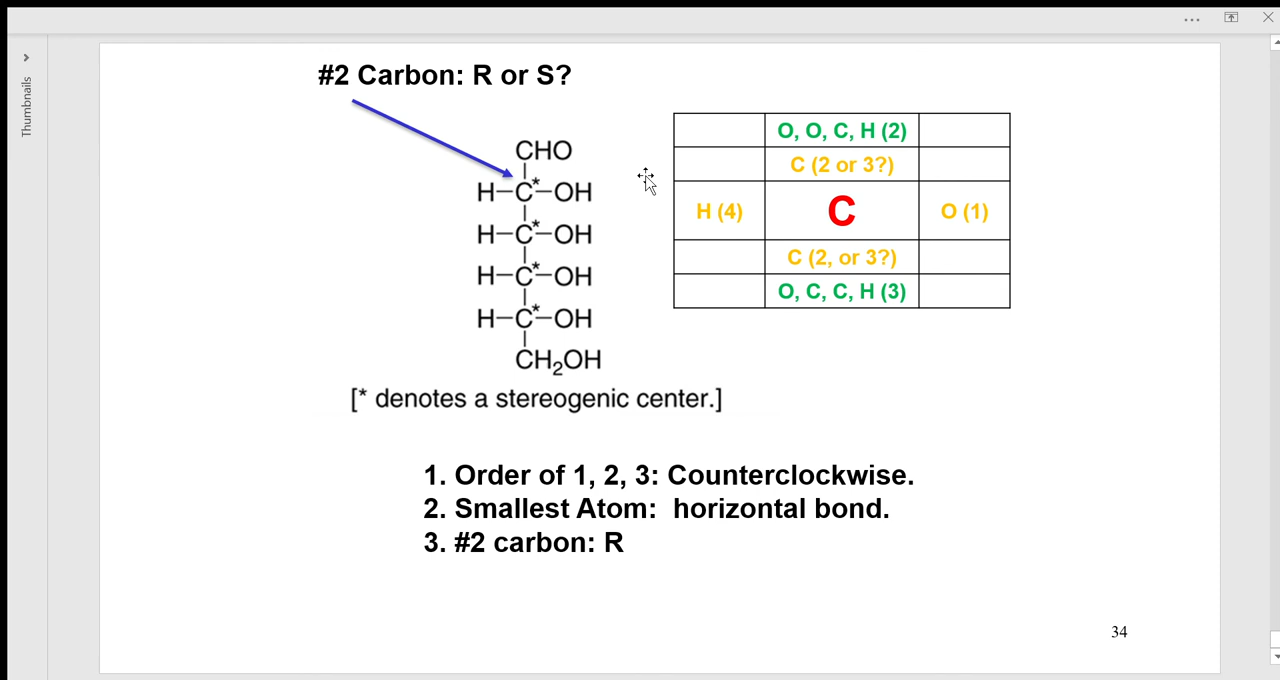 Thumbnails
#2 Carbon: R or S?
CHO
H–C*–OH
H–C*–OH
H–C*–OH
H–C*–OH
CH₂OH
[* denotes a stereogenic center.]
O, O, C, H (2)
C (2 or 3?)
H (4) C O (1)
C (2, or 3?)
O, C, C, H (3)
1. Order of 1, 2, 3: Counterclockwise.
2. Smallest Atom: horizontal bond.
3. #2 carbon: R
34